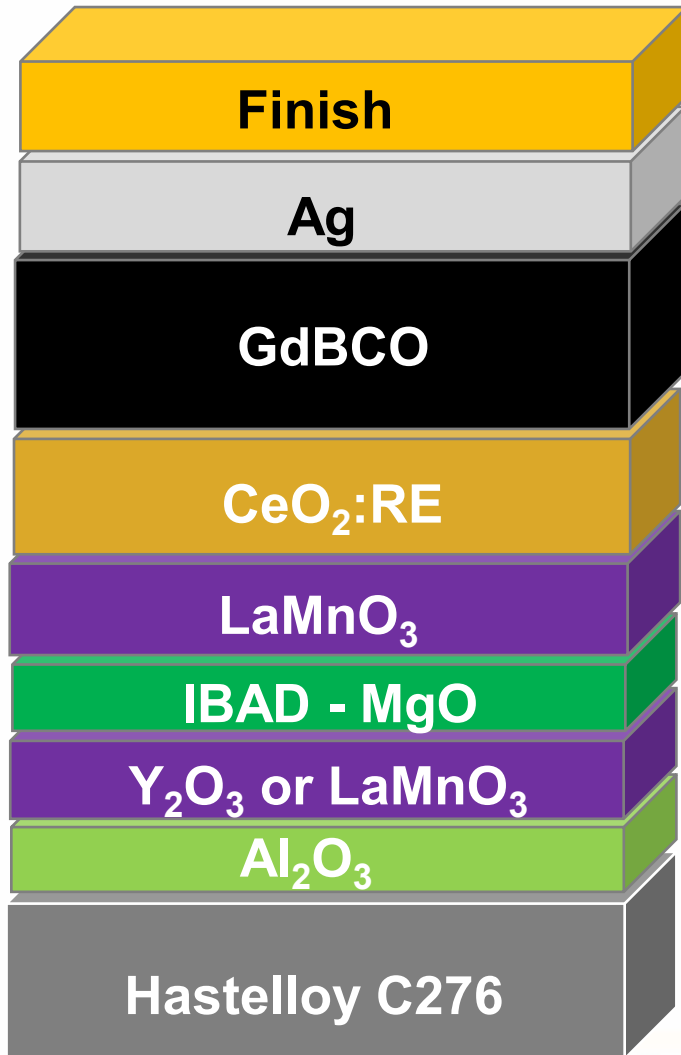 Finish
Ag
GdBCO
CeO₂:RE
LaMnO₃
IBAD - MgO
Y₂O₃ or LaMnO₃
Al₂O₃
Hastelloy C276